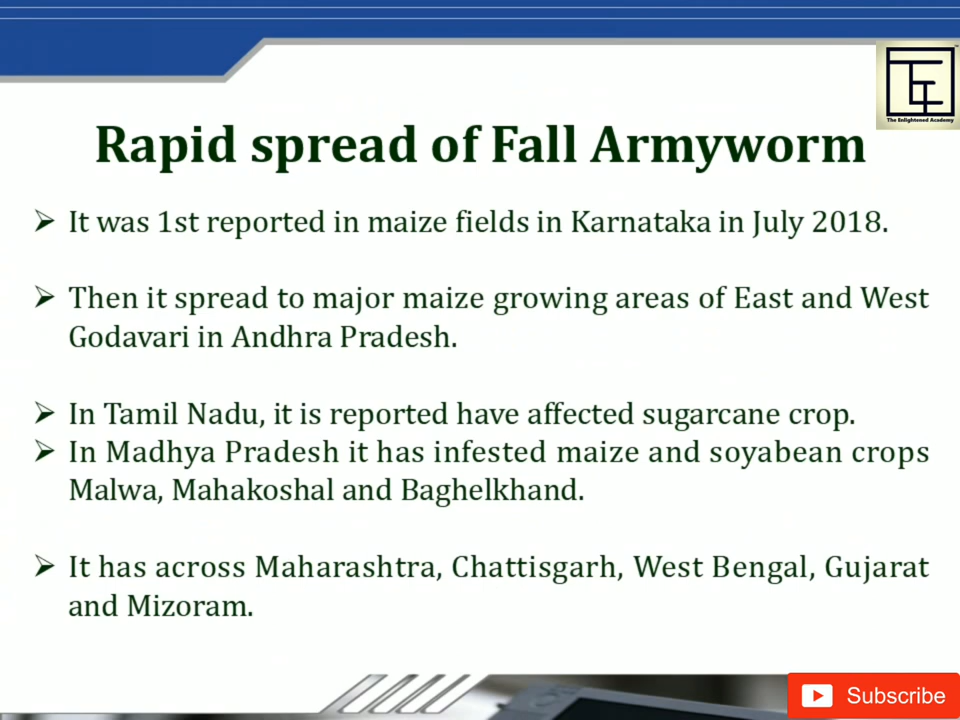 TEI
The Enlightened Academy
Rapid spread of Fall Armyworm
➢ It was 1st reported in maize fields in Karnataka in July 2018.
➢ Then it spread to major maize growing areas of East and West
Godavari in Andhra Pradesh.
➢ In Tamil Nadu, it is reported have affected sugarcane crop.
➢ In Madhya Pradesh it has infested maize and soyabean crops
Malwa, Mahakoshal and Baghelkhand.
➢ It has across Maharashtra, Chattisgarh, West Bengal, Gujarat
and Mizoram.
Subscribe